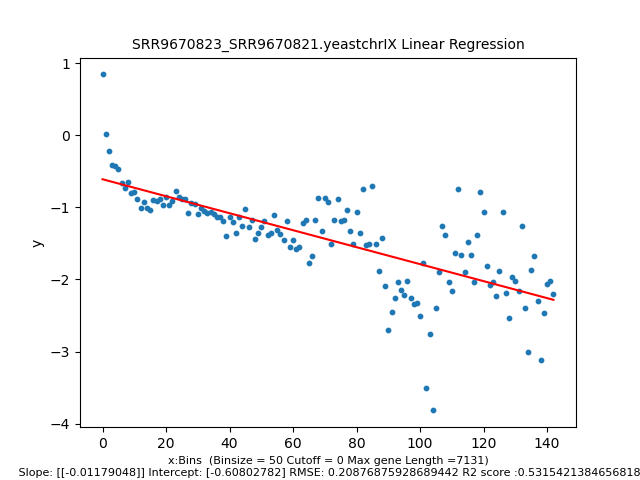 SRR9670823_SRR9670821.yeastchrIX Linear Regression
1
0
−1
−2
−3
−4
y
0 20 40 60 80 100 120 140
x:Bins (Binsize = 50 Cutoff = 0 Max gene Length =7131)
Slope: [[-0.01179048]] Intercept: [-0.60802782] RMSE: 0.20876875928689442 R2 score :0.5315421384656818